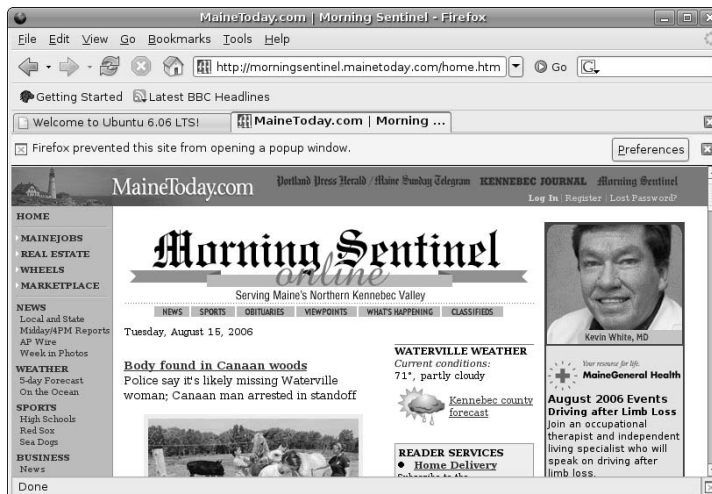 MaineToday.com | Morning Sentinel - Firefox
File Edit View Go Bookmarks Tools Help
http://morningsentinel.mainetoday.com/home.htm Go G
Getting Started Latest BBC Headlines
Welcome to Ubuntu 6.06 LTS! MaineToday.com | Morning ...
Firefox prevented this site from opening a popup window. Preferences
MaineToday.com Portland Press Herald / Maine Sunday Telegram KENNEBEC JOURNAL Morning Sentinel
Log In | Register | Lost Password?
HOME
MAINEJOBS
REAL ESTATE
WHEELS
MARKETPLACE
NEWS
Local and State
Midday/4PM Reports
AP Wire
Week in Photos
WEATHER
5-day Forecast
On the Ocean
SPORTS
High Schools
Red Sox
Sea Dogs
BUSINESS
News
Morning Sentinel
online
Serving Maine's Northern Kennebec Valley
NEWS SPORTS OBITUARIES VIEWPOINTS WHAT'S HAPPENING CLASSIFIEDS
Tuesday, August 15, 2006
Body found in Canaan woods
Police say it's likely missing Waterville
woman; Canaan man arrested in standoff
WATERVILLE WEATHER
Current conditions:
71°, partly cloudy
Kennebec county
forecast
READER SERVICES
Home Delivery
Subscribe to the
Kevin White, MD
Your resource for life.
MaineGeneral Health
August 2006 Events
Driving after Limb Loss
Join an occupational
therapist and independent
living specialist who will
speak on driving after
limb loss.
Done